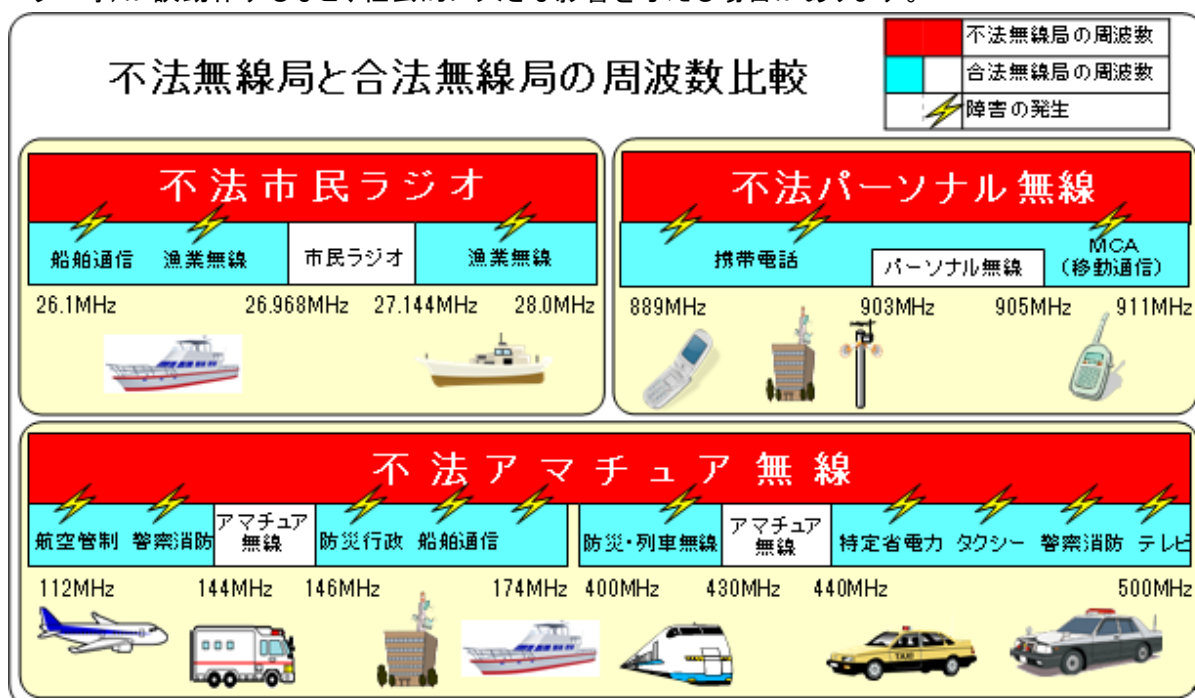 不法無線局と合法無線局の周波数比較
不法無線局の周波数
合法無線局の周波数
障害の発生
不法市民ラジオ
船舶通信 漁業無線 市民ラジオ 漁業無線
26.1MHz 26.968MHz 27.144MHz 28.0MHz
不法パーソナル無線
携帯電話 パーソナル無線 MCA
(移動通信)
889MHz 903MHz 905MHz 911MHz
不法アマチュア無線
航空管制 警察消防 アマチュア
無線 防災行政 船舶通信 防災・列車無線 アマチュア
無線 特定省電力 タクシー 警察消防 テレビ
112MHz 144MHz 146MHz 174MHz 400MHz 430MHz 440MHz 500MHz
TAXI